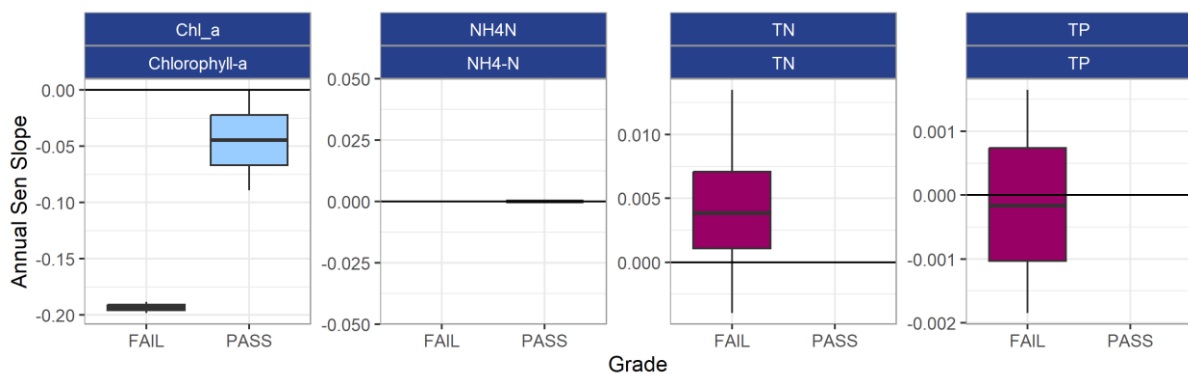 Chl_a
NH4N
TN
TP
Chlorophyll-a
NH4-N
TN
TP
Annual Sen Slope
0.00
-0.05
-0.10
-0.15
-0.20
0.050
0.025
0.000
-0.025
-0.050
0.010
0.005
0.000
0.001
0.000
-0.001
-0.002
FAIL PASS
FAIL PASS
FAIL PASS
FAIL PASS
Grade